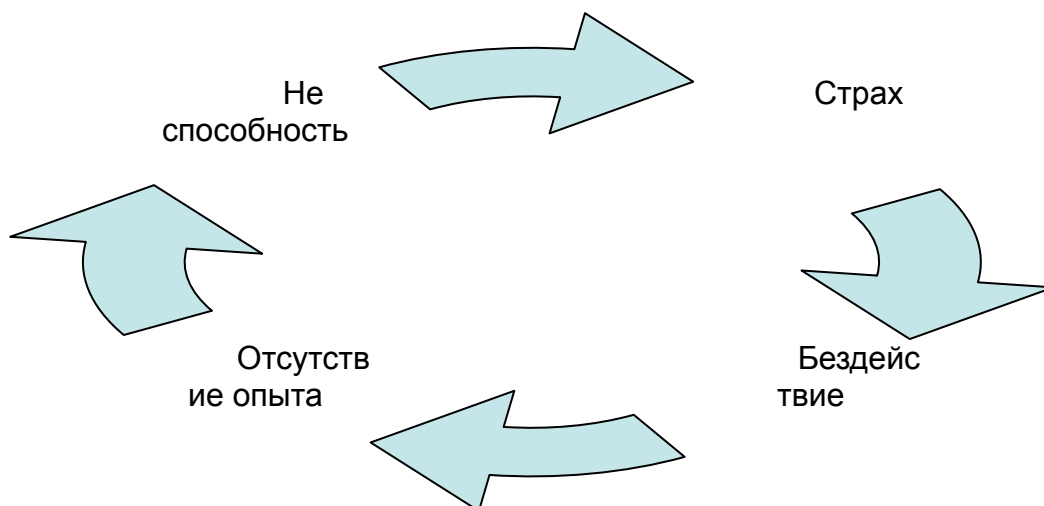 Не
способность
Страх
Отсутств
ие опыта
Бездейс
твие